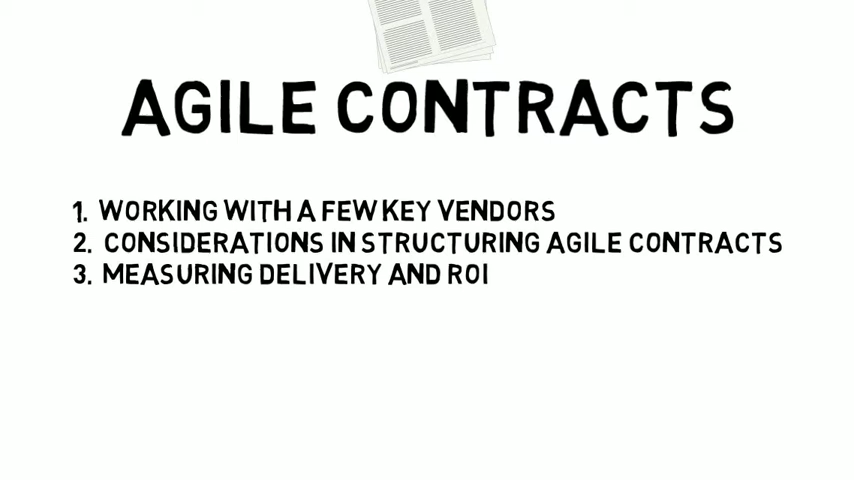 AGILE CONTRACTS
1. WORKING WITH A FEW KEY VENDORS
2. CONSIDERATIONS IN STRUCTURING AGILE CONTRACTS
3. MEASURING DELIVERY AND ROI